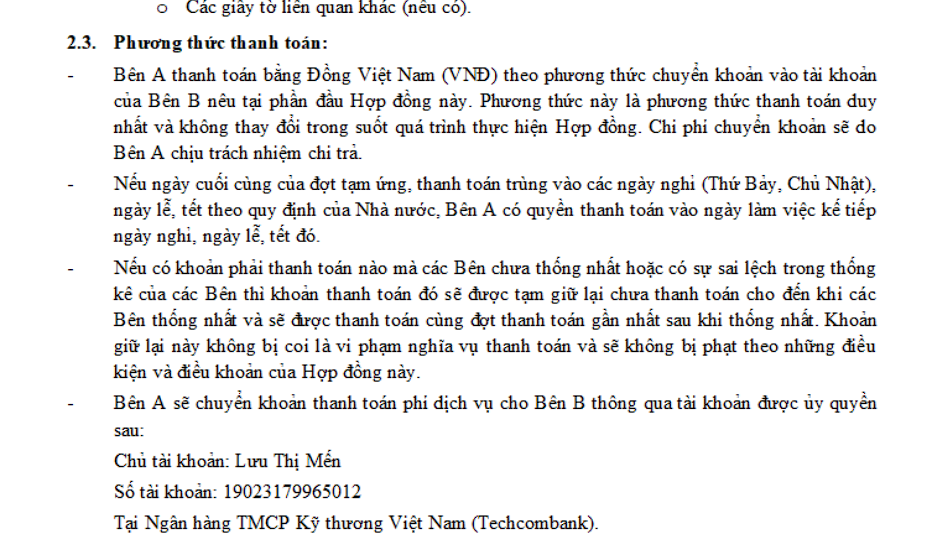 o Các giấy tờ liên quan khác (nếu có).
2.3. Phương thức thanh toán:
- Bên A thanh toán bằng Đồng Việt Nam (VNĐ) theo phương thức chuyển khoản vào tài khoản
của Bên B nêu tại phần đầu Hợp đồng này. Phương thức này là phương thức thanh toán duy
nhất và không thay đổi trong suốt quá trình thực hiện Hợp đồng. Chi phí chuyển khoản sẽ do
Bên A chịu trách nhiệm chi trả.
- Nếu ngày cuối cùng của đợt tạm ứng, thanh toán trùng vào các ngày nghỉ (Thứ Bảy, Chủ Nhật),
ngày lễ, tết theo quy định của Nhà nước, Bên A có quyền thanh toán vào ngày làm việc kế tiếp
ngày nghỉ, ngày lễ, tết đó.
- Nếu có khoản phải thanh toán nào mà các Bên chưa thống nhất hoặc có sự sai lệch trong thống
kê của các Bên thì khoản thanh toán đó sẽ được tạm giữ lại chưa thanh toán cho đến khi các
Bên thống nhất và sẽ được thanh toán cùng đợt thanh toán gần nhất sau khi thống nhất. Khoản
giữ lại này không bị coi là vi phạm nghĩa vụ thanh toán và sẽ không bị phạt theo những điều
kiện và điều khoản của Hợp đồng này.
- Bên A sẽ chuyển khoản thanh toán phí dịch vụ cho Bên B thông qua tài khoản được ủy quyền
sau:
Chủ tài khoản: Lưu Thị Mến
Số tài khoản: 19023179965012
Tại Ngân hàng TMCP Kỹ thương Việt Nam (Techcombank).